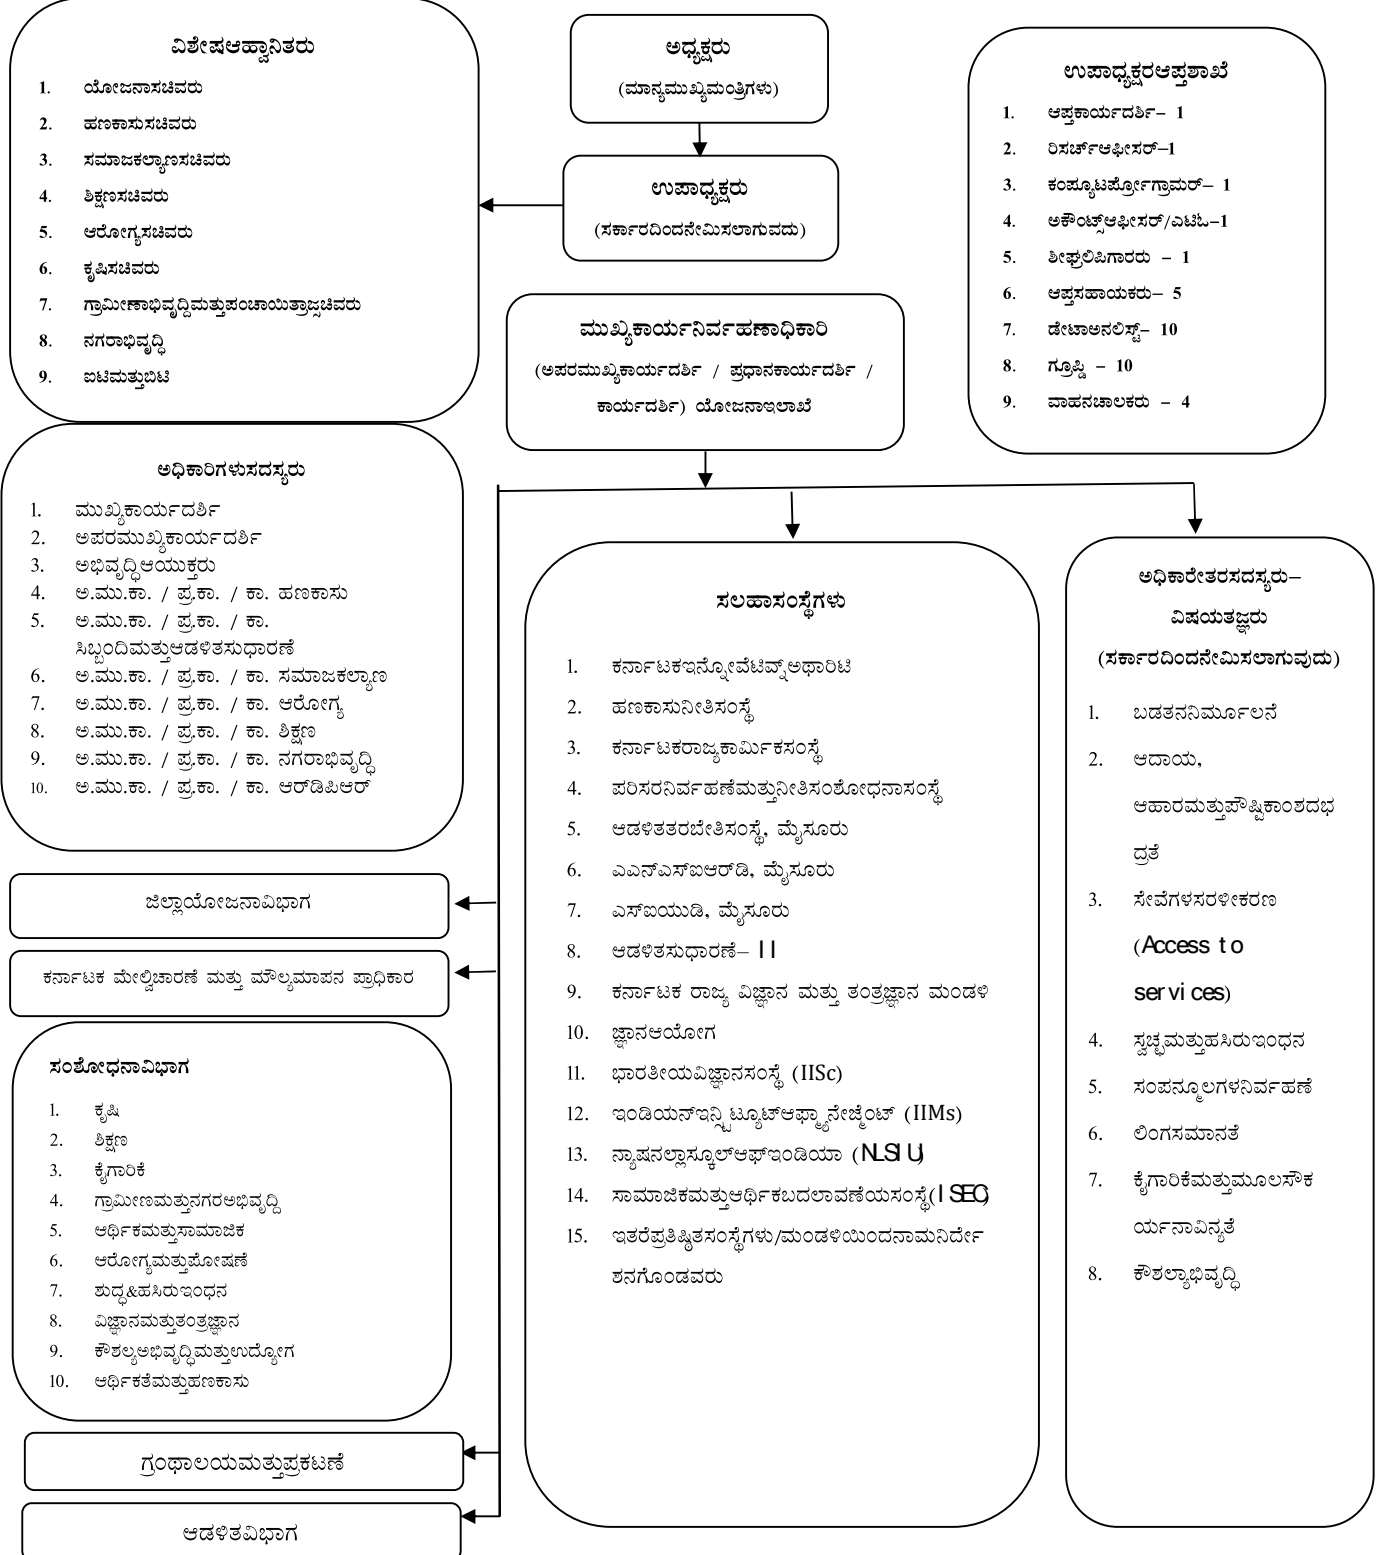 ವಿಶೇಷಆಹ್ವಾನಿತರು
1. ಯೋಜನಾಸಚಿವರು
2. ಹಣಕಾಸುಸಚಿವರು
3. ಸಮಾಜಕಲ್ಯಾಣಸಚಿವರು
4. ಶಿಕ್ಷಣಸಚಿವರು
5. ಆರೋಗ್ಯಸಚಿವರು
6. ಕೃಷಿಸಚಿವರು
7. ಗ್ರಾಮೀಣಾಭಿವೃದ್ದಿಮತ್ತುಪಂಚಾಯಿತ್ರಾಜ್ಸಚಿವರು
8. ನಗರಾಭಿವೃದ್ಧಿ
9. ಐಟಿಮತ್ತುಬಿಟಿ
ಅಧ್ಯಕ್ಷರು
(ಮಾನ್ಯಮುಖ್ಯಮಂತ್ರಿಗಳು)
ಉಪಾಧ್ಯಕ್ಷರು
(ಸರ್ಕಾರದಿಂದನೇಮಿಸಲಾಗುವದು)
ಮುಖ್ಯಕಾರ್ಯನಿರ್ವಹಣಾಧಿಕಾರಿ
(ಅಪರಮುಖ್ಯಕಾರ್ಯದರ್ಶಿ / ಪ್ರಧಾನಕಾರ್ಯದರ್ಶಿ /
ಕಾರ್ಯದರ್ಶಿ) ಯೋಜನಾಇಲಾಖೆ
ಉಪಾಧ್ಯಕ್ಷರಆಪ್ತಶಾಖೆ
1. ಆಪ್ತಕಾರ್ಯದರ್ಶಿ– 1
2. ರಿಸರ್ಚ್ಆಫೀಸರ್–1
3. ಕಂಪ್ಯೂಟರ್ಪ್ರೋಗ್ರಾಮರ್– 1
4. ಅಕೌಂಟ್ಸ್ಆಫೀಸರ್/ಎಟಿಓ–1
5. ಶೀಘ್ರಲಿಪಿಗಾರರು – 1
6. ಆಪ್ತಸಹಾಯಕರು– 5
7. ಡೇಟಾಅನಲಿಸ್ಟ್– 10
8. ಗ್ರೂಪ್ಡಿ – 10
9. ವಾಹನಚಾಲಕರು – 4
ಅಧಿಕಾರಿಗಳುಸದಸ್ಯರು
1. ಮುಖ್ಯಕಾರ್ಯದರ್ಶಿ
2. ಅಪರಮುಖ್ಯಕಾರ್ಯದರ್ಶಿ
3. ಅಭಿವೃದ್ಧಿಆಯುಕ್ತರು
4. ಅ.ಮು.ಕಾ. / ಪ್ರ.ಕಾ. / ಕಾ. ಹಣಕಾಸು
5. ಅ.ಮು.ಕಾ. / ಪ್ರ.ಕಾ. / ಕಾ.
ಸಿಬ್ಬಂದಿಮತ್ತುಆಡಳಿತಸುಧಾರಣೆ
6. ಅ.ಮು.ಕಾ. / ಪ್ರ.ಕಾ. / ಕಾ. ಸಮಾಜಕಲ್ಯಾಣ
7. ಅ.ಮು.ಕಾ. / ಪ್ರ.ಕಾ. / ಕಾ. ಆರೋಗ್ಯ
8. ಅ.ಮು.ಕಾ. / ಪ್ರ.ಕಾ. / ಕಾ. ಶಿಕ್ಷಣ
9. ಅ.ಮು.ಕಾ. / ಪ್ರ.ಕಾ. / ಕಾ. ನಗರಾಭಿವೃದ್ಧಿ
10. ಅ.ಮು.ಕಾ. / ಪ್ರ.ಕಾ. / ಕಾ. ಆರ್‌ಡಿಪಿಆರ್
ಜಿಲ್ಲಾಯೋಜನಾವಿಭಾಗ
ಕರ್ನಾಟಕ ಮೇಲ್ವಿಚಾರಣೆ ಮತ್ತು ಮೌಲ್ಯಮಾಪನ ಪ್ರಾಧಿಕಾರ
ಸಂಶೋಧನಾವಿಭಾಗ
1. ಕೃಷಿ
2. ಶಿಕ್ಷಣ
3. ಕೈಗಾರಿಕೆ
4. ಗ್ರಾಮೀಣಮತ್ತುನಗರಅಭಿವೃದ್ದಿ
5. ಆರ್ಥಿಕಮತ್ತುಸಾಮಾಜಿಕ
6. ಆರೋಗ್ಯಮತ್ತುಪೋಷಣೆ
7. ಶುದ್ಧ&ಹಸಿರುಇಂಧನ
8. ವಿಜ್ಞಾನಮತ್ತುತಂತ್ರಜ್ಞಾನ
9. ಕೌಶಲ್ಯಅಭಿವೃದ್ಧಿಮತ್ತುಉದ್ಯೋಗ
10. ಆರ್ಥಿಕತೆಮತ್ತುಹಣಕಾಸು
ಗ್ರಂಥಾಲಯಮತ್ತುಪ್ರಕಟಣೆ
ಆಡಳಿತವಿಭಾಗ
ಸಲಹಾಸಂಸ್ಥೆಗಳು
1. ಕರ್ನಾಟಕಇನ್ನೋವೆಟಿವ್ನ್ಅಥಾರಿಟಿ
2. ಹಣಕಾಸುನೀತಿಸಂಸ್ಥೆ
3. ಕರ್ನಾಟಕರಾಜ್ಯಕಾರ್ಮಿಕಸಂಸ್ಥೆ
4. ಪರಿಸರನಿರ್ವಹಣೆಮತ್ತುನೀತಿಸಂಶೋಧನಾಸಂಸ್ಥೆ
5. ಆಡಳಿತತರಬೇತಿಸಂಸ್ಥೆ, ಮೈಸೂರು
6. ಎಎನ್ಎಸ್ಐಆರ್‌ಡಿ, ಮೈಸೂರು
7. ಎಸ್ಐಯುಡಿ, ಮೈಸೂರು
8. ಆಡಳಿತಸುಧಾರಣೆ– II
9. ಕರ್ನಾಟಕ ರಾಜ್ಯ ವಿಜ್ಞಾನ ಮತ್ತು ತಂತ್ರಜ್ಞಾನ ಮಂಡಳಿ
10. ಜ್ಞಾನಆಯೋಗ
11. ಭಾರತೀಯವಿಜ್ಞಾನಸಂಸ್ಥೆ (IISc)
12. ಇಂಡಿಯನ್ಇನ್ಸ್ಟಿಟ್ಯೂಟ್ಆಫ್ಮ್ಯಾನೇಜ್ಮೆಂಟ್ (IIMs)
13. ನ್ಯಾಷನಲ್ಲಾಸ್ಕೂಲ್ಆಫ್ಇಂಡಿಯಾ (NLSIU)
14. ಸಾಮಾಜಿಕಮತ್ತುಆರ್ಥಿಕಬದಲಾವಣೆಯಸಂಸ್ಥೆ(ISEC)
15. ಇತರೆಪ್ರತಿಷ್ಠಿತಸಂಸ್ಥೆಗಳು/ಮಂಡಳಿಯಿಂದನಾಮನಿರ್ದೇ
ಶನಗೊಂಡವರು
ಅಧಿಕಾರೇತರಸದಸ್ಯರು–
ವಿಷಯತಜ್ಞರು
(ಸರ್ಕಾರದಿಂದನೇಮಿಸಲಾಗುವುದು)
1. ಬಡತನನಿರ್ಮೂಲನೆ
2. ಆದಾಯ,
ಆಹಾರಮತ್ತುಪೌಷ್ಟಿಕಾಂಶದಭ
ದ್ರತೆ
3. ಸೇವೆಗಳಸರಳೀಕರಣ
(Access to
services)
4. ಸ್ವಚ್ಛಮತ್ತುಹಸಿರುಇಂಧನ
5. ಸಂಪನ್ಮೂಲಗಳನಿರ್ವಹಣೆ
6. ಲಿಂಗಸಮಾನತೆ
7. ಕೈಗಾರಿಕೆಮತ್ತುಮೂಲಸೌಕ
ರ್ಯನಾವಿನ್ಯತೆ
8. ಕೌಶಲ್ಯಾಭಿವೃದ್ಧಿ